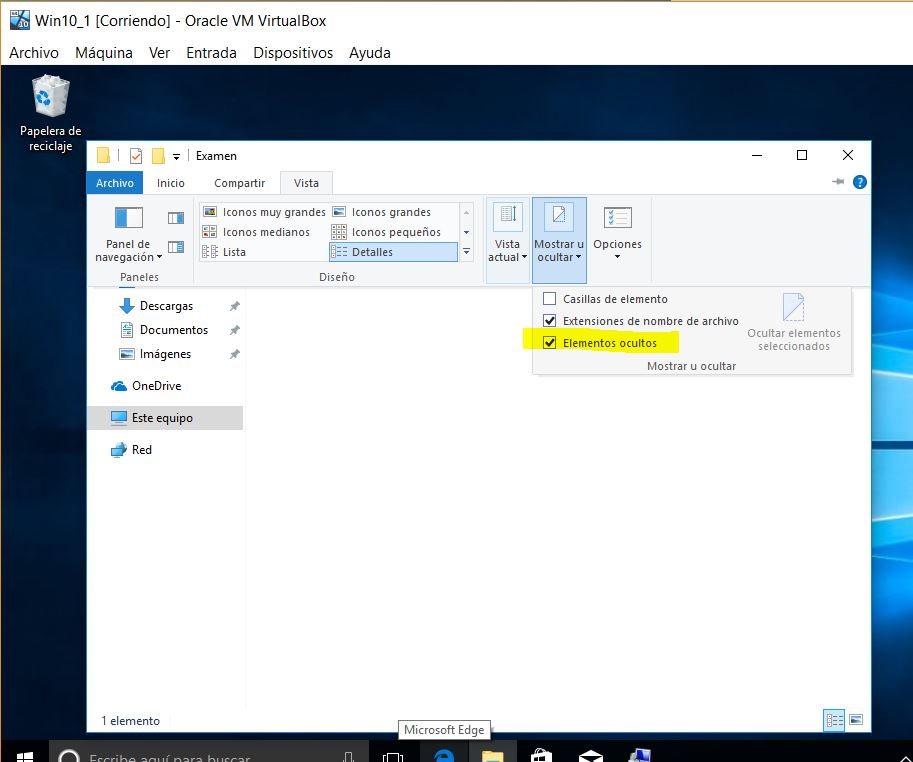 Win10_1 [Corriendo] - Oracle VM VirtualBox
Archivo Máquina Ver Entrada Dispositivos Ayuda
Papelera de
reciclaje
Examen
Archivo Inicio Compartir Vista
Panel de
navegación
Paneles
Iconos muy grandes Iconos grandes
Iconos medianos Iconos pequeños
Lista Detalles
Diseño
Vista
actual
Mostrar u
ocultar
Opciones
Casillas de elemento
Extensiones de nombre de archivo
Elementos ocultos
Ocultar elementos
seleccionados
Mostrar u ocultar
Descargas
Documentos
Imágenes
OneDrive
Este equipo
Red
1 elemento
Microsoft Edge
Escribe aquí para buscar